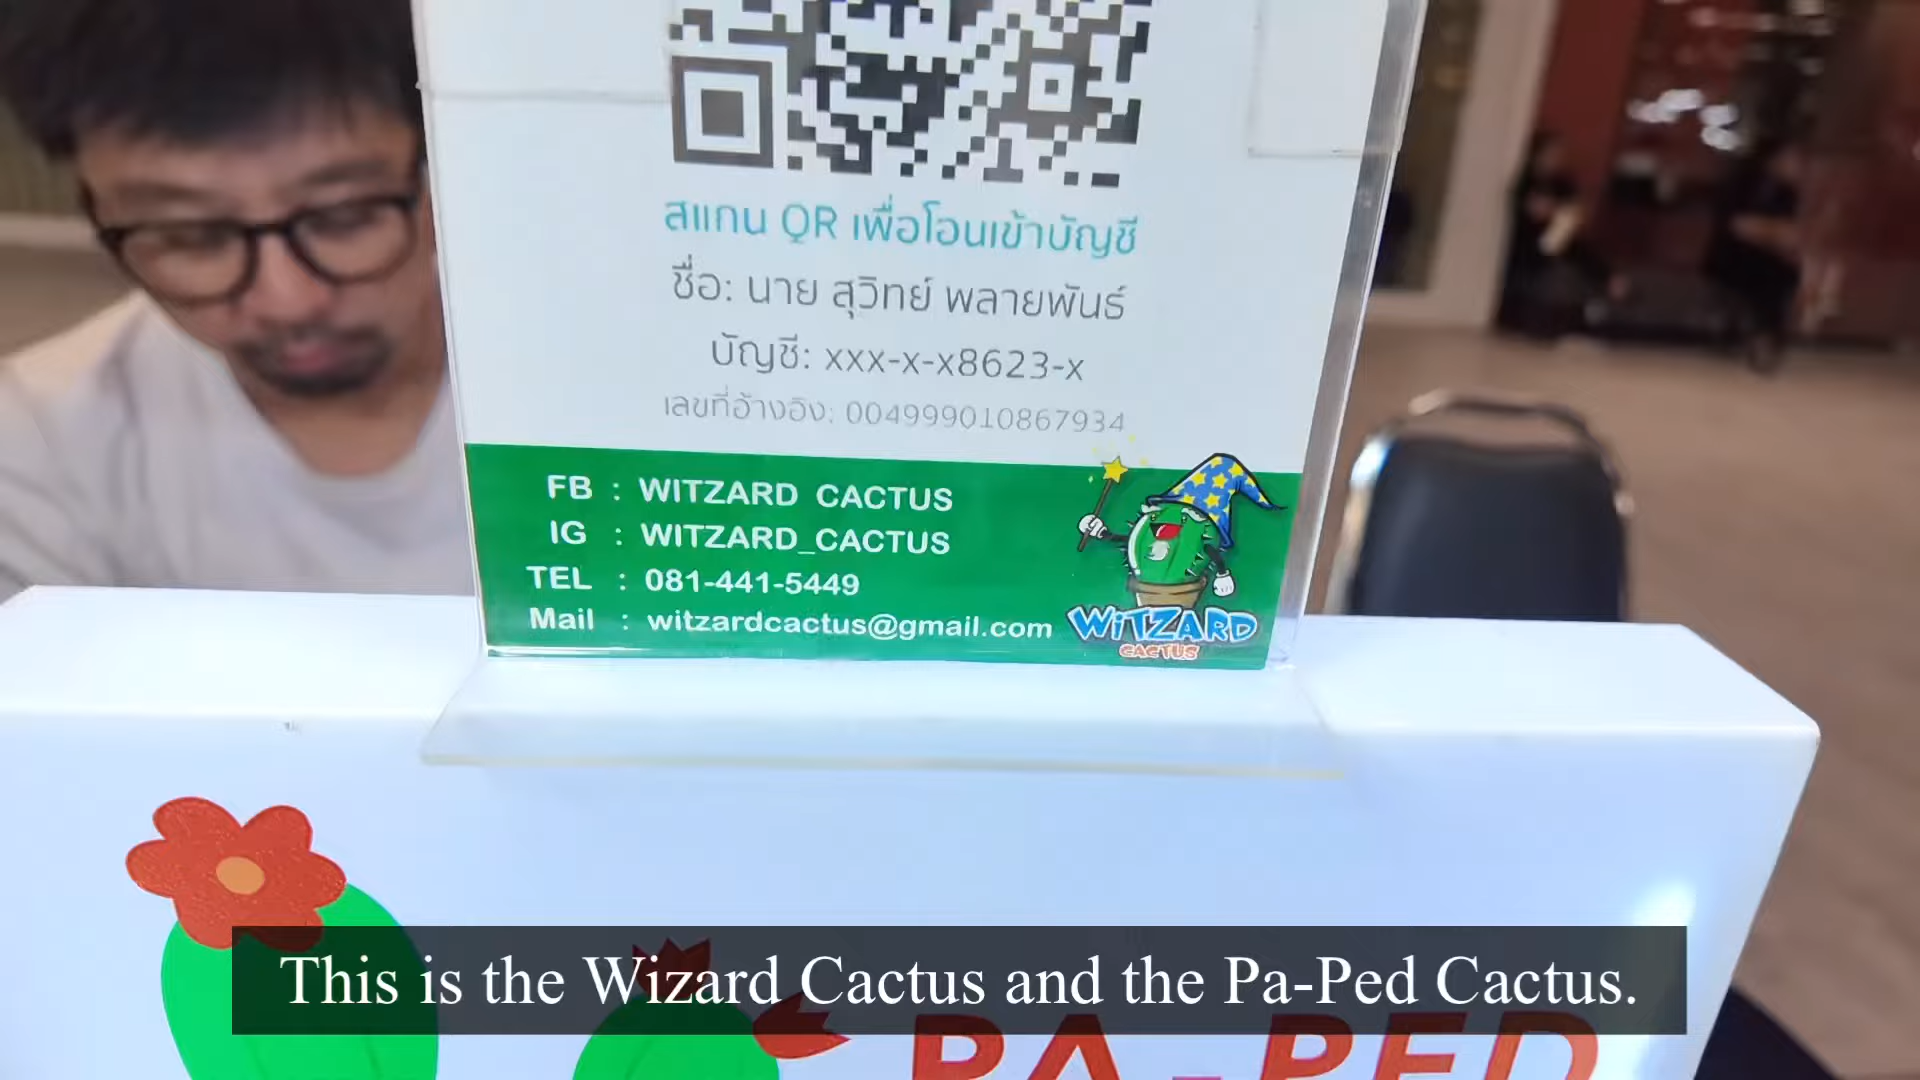 สแกน QR เพื่อโอนเข้าบัญชี
ชื่อ: นาย สุวิทย์ พลายพันธ์
บัญชี: xxx-x-x8623-x
เลขที่อ้างอิง: 004999010867934
FB : WITZARD CACTUS
IG : WITZARD_CACTUS
TEL : 081-441-5449
Mail : witzardcactus@gmail.com
WITZARD
CACTUS
This is the Wizard Cactus and the Pa-Ped Cactus.
PA-PED